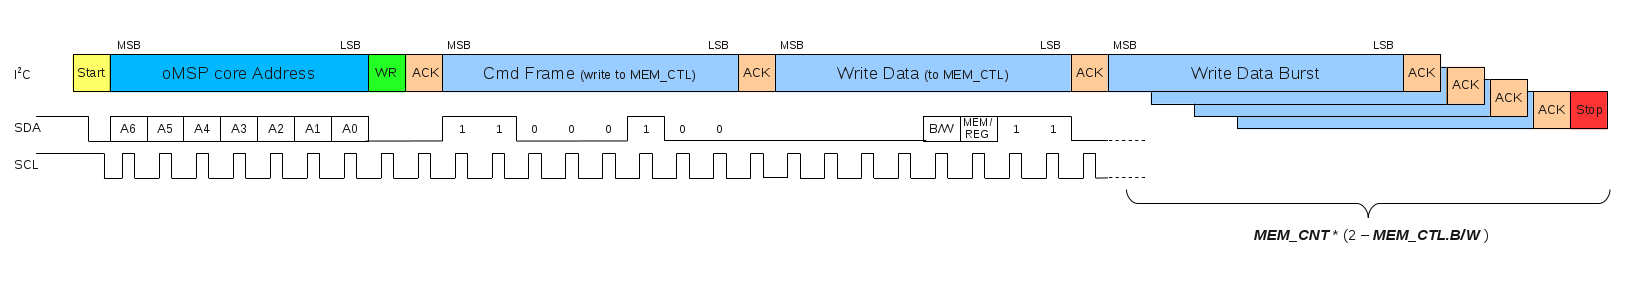 MSB LSB MSB LSB MSB LSB MSB LSB
I²C Start oMSP core Address WR ACK Cmd Frame (write to MEM_CTL) ACK Write Data (to MEM_CTL) ACK Write Data Burst ACK
ACK
ACK
ACK Stop
SDA A6 A5 A4 A3 A2 A1 A0 1 1 0 0 0 1 0 0 B/W MEM/ REG 1 1
SCL
MEM_CNT * (2 – MEM_CTL.B/W )